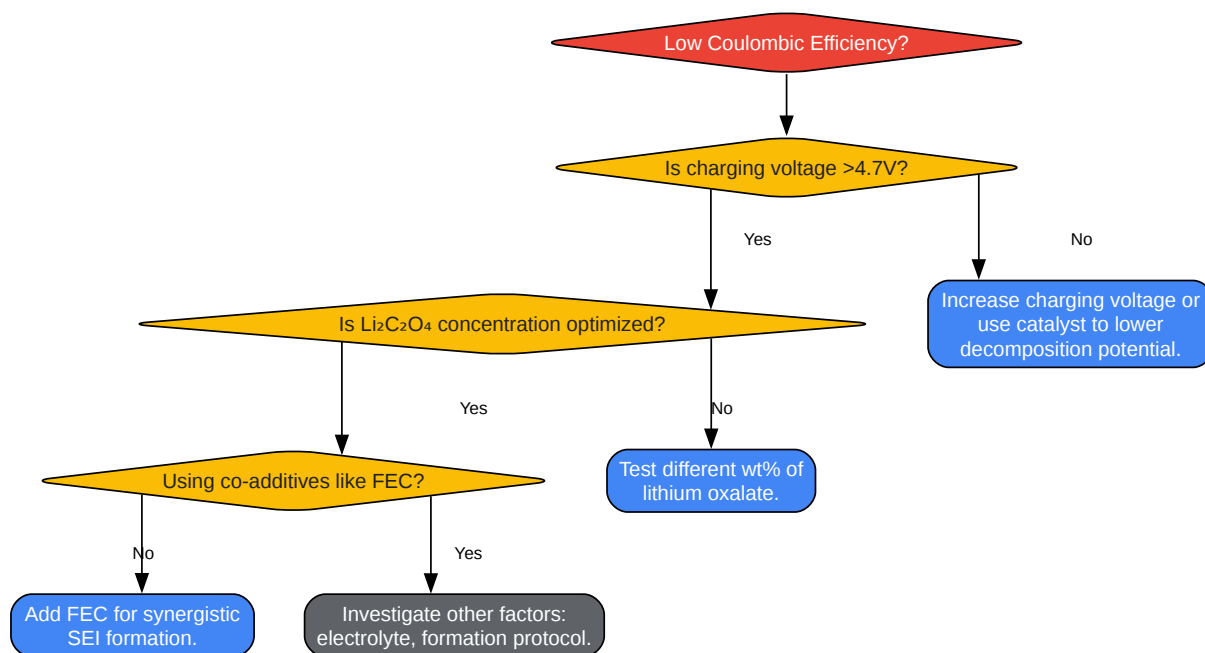 Low Coulombic Efficiency?
Is charging voltage >4.7V?
Yes
No
Increase charging voltage or
use catalyst to lower
decomposition potential.
Is Li₂C₂O₄ concentration optimized?
Yes
No
Using co-additives like FEC?
Test different wt% of
lithium oxalate.
No
Yes
Add FEC for synergistic
SEI formation.
Investigate other factors:
electrolyte, formation protocol.